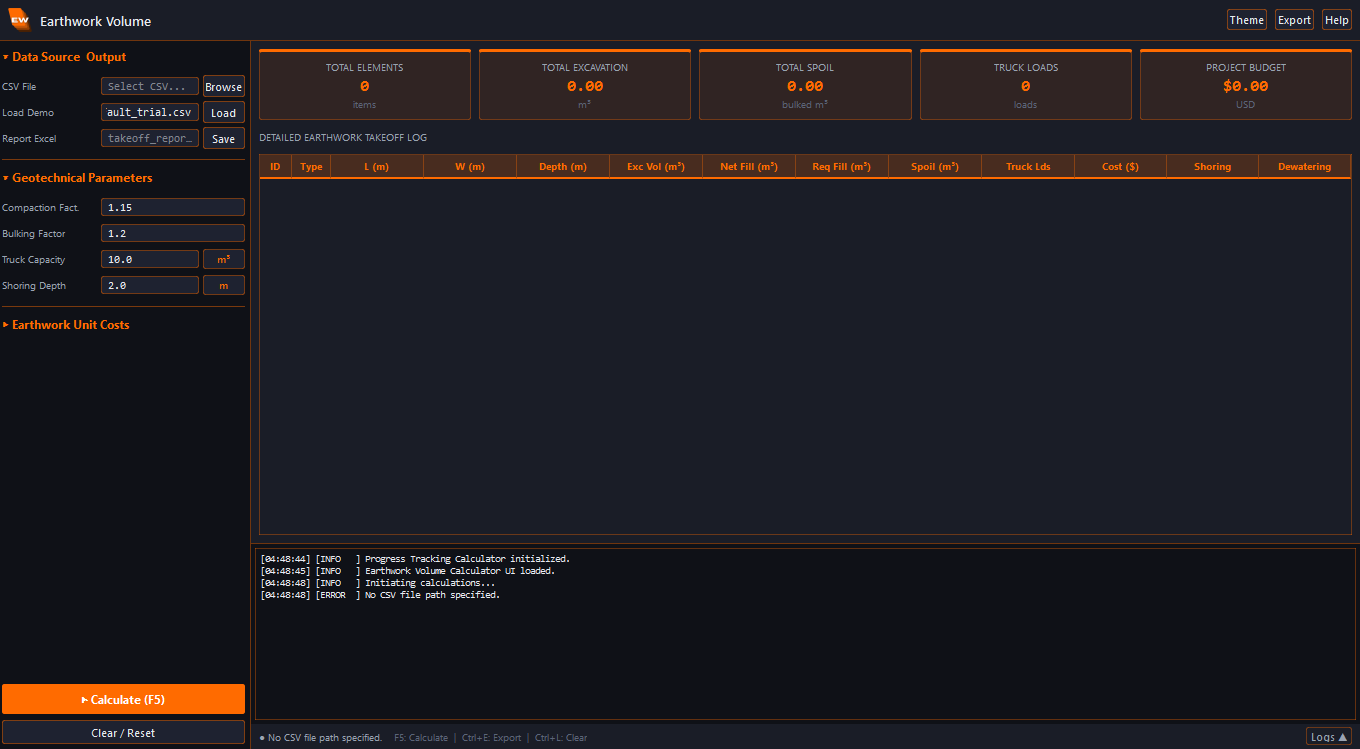 EW Earthwork Volume Theme Export Help
▾ Data Source Output
CSV File Select CSV... Browse
Load Demo ault_trial.csv Load
Report Excel takeoff_repor… Save
▾ Geotechnical Parameters
Compaction Fact. 1.15
Bulking Factor 1.2
Truck Capacity 10.0 m³
Shoring Depth 2.0 m
▸ Earthwork Unit Costs
▸ Calculate (F5)
Clear / Reset
TOTAL ELEMENTS
0
items
TOTAL EXCAVATION
0.00
m³
TOTAL SPOIL
0.00
bulked m³
TRUCK LOADS
0
loads
PROJECT BUDGET
$0.00
USD
DETAILED EARTHWORK TAKEOFF LOG
ID Type L (m) W (m) Depth (m) Exc Vol (m³) Net Fill (m³) Req Fill (m³) Spoil (m³) Truck Lds Cost ($) Shoring Dewatering
[04:48:44] [INFO ] Progress Tracking Calculator initialized.
[04:48:45] [INFO ] Earthwork Volume Calculator UI loaded.
[04:48:48] [INFO ] Initiating calculations...
[04:48:48] [ERROR ] No CSV file path specified.
● No CSV file path specified. F5: Calculate | Ctrl+E: Export | Ctrl+L: Clear Logs ▲